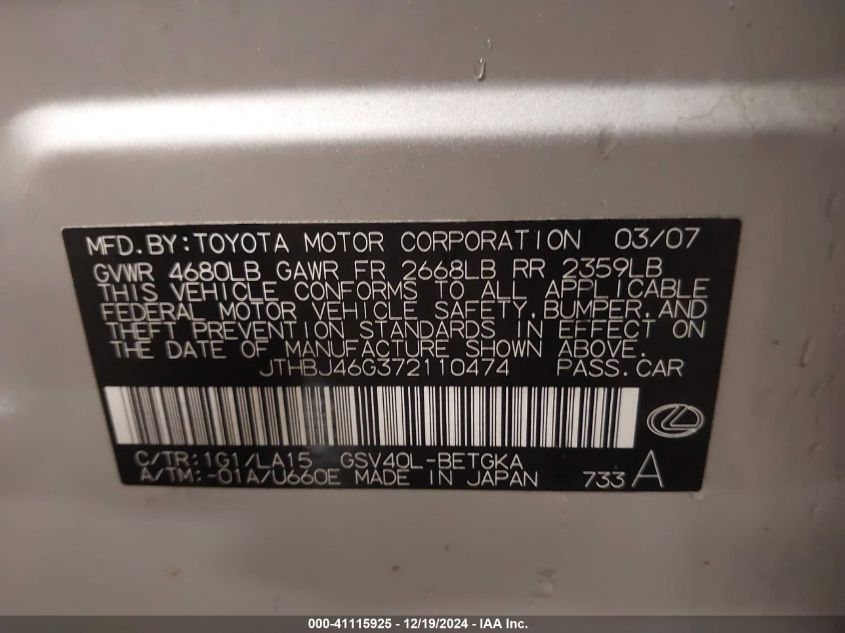 MFD.BY:TOYOTA MOTOR CORPORATION 03/07
GVWR 4680LB GAWR FR 2668LB RR 2359LB
THIS VEHICLE CONFORMS TO ALL APPLICABLE
FEDERAL MOTOR VEHICLE SAFETY,BUMPER,AND
THEFT PREVENTION STANDARDS IN EFFECT ON
THE DATE OF MANUFACTURE SHOWN ABOVE.
JTHBJ46G372110474 PASS.CAR
C/TR:1G1/LA15 GSV40L-BETGKA
A/TM:-01A/U660E MADE IN JAPAN 733 A
000-41115925 - 12/19/2024 - IAA Inc.